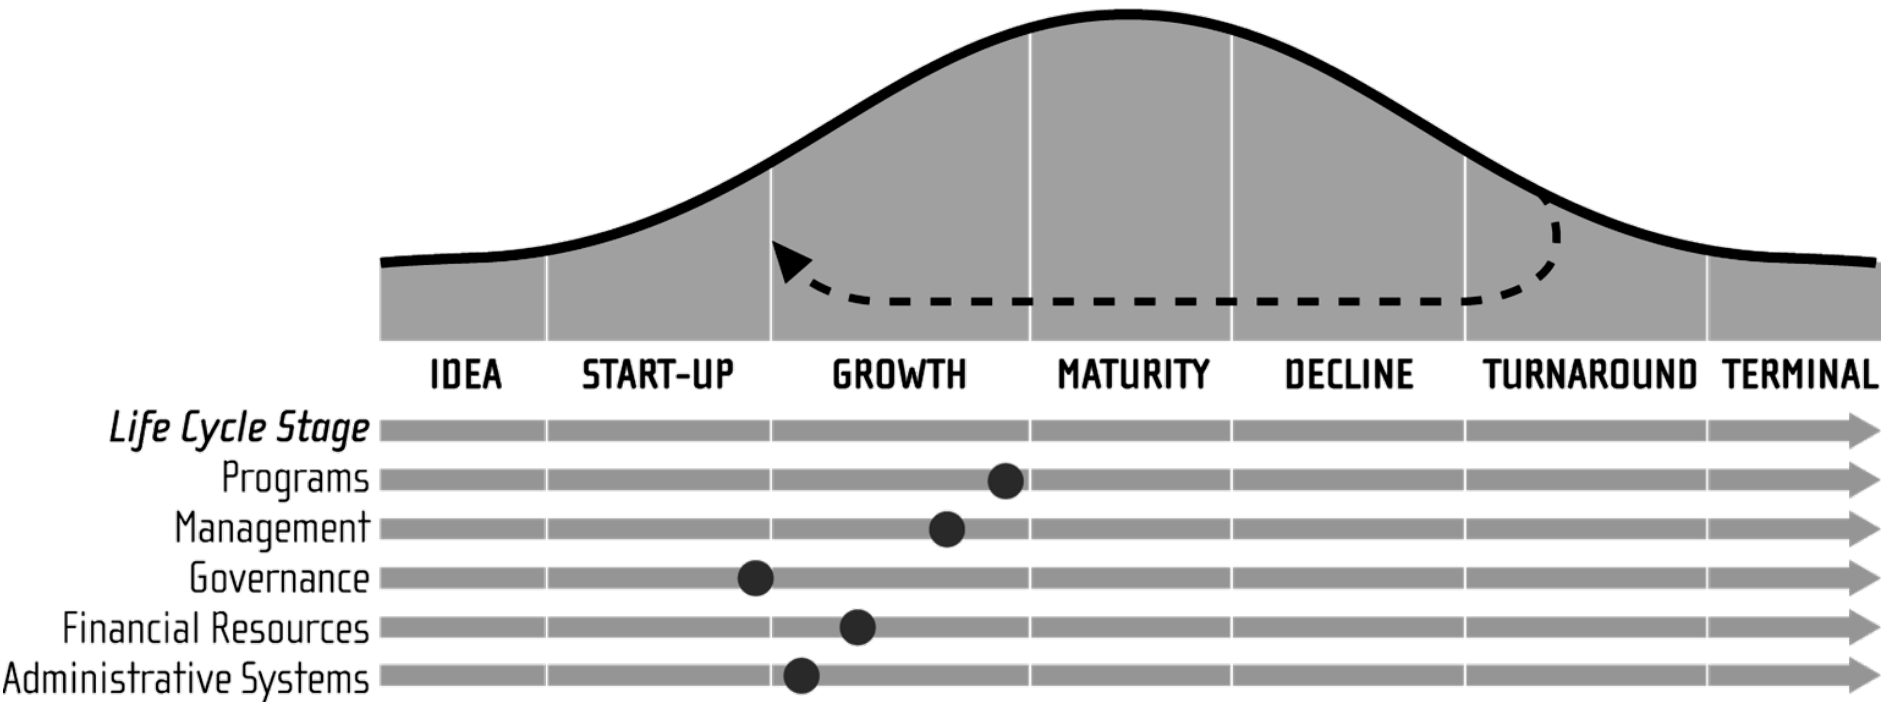 IDEA START-UP GROWTH MATURITY DECLINE TURNAROUND TERMINAL
Life Cycle Stage
Programs
Management
Governance
Financial Resources
Administrative Systems